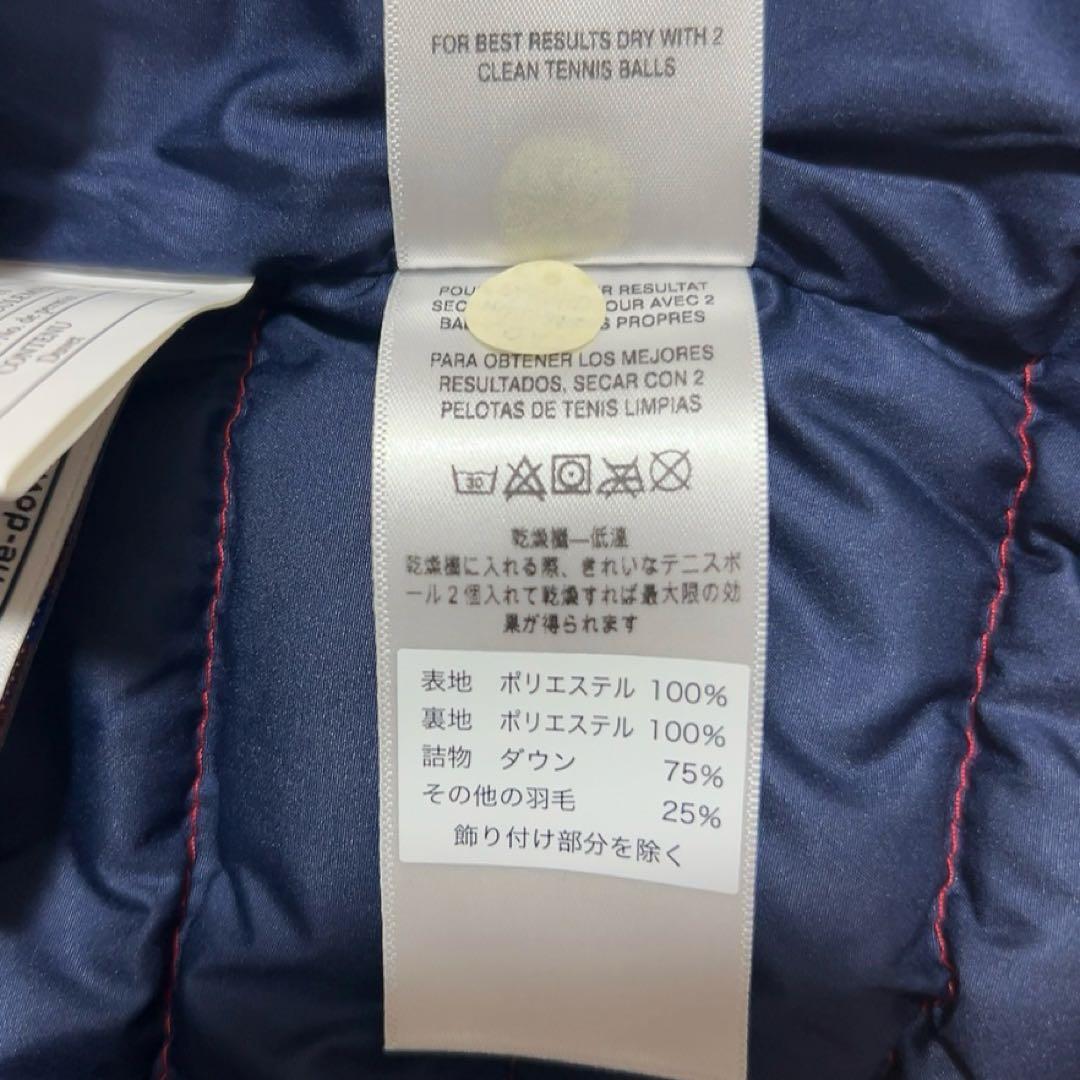 FOR BEST RESULTS DRY WITH 2
CLEAN TENNIS BALLS
RESULTAT
AVEC 2
PROPRES
PARA OBTENER LOS MEJORES
RESULTADOS, SECAR CON 2
PELOTAS DE TENIS LIMPIAS
30
乾燥機—低温
乾燥機に入れる際、きれいなテニスボ
ール2個入れて乾燥すれば最大限の効
果が得られます
表地 ポリエステル 100%
裏地 ポリエステル 100%
詰物 ダウン 75%
その他の羽毛 25%
飾り付け部分を除く
CONTENU